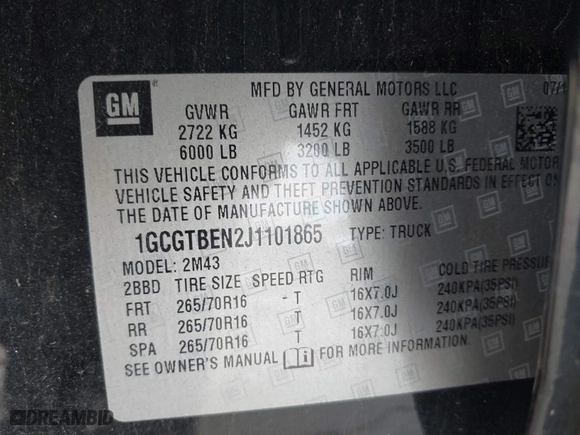 GM
MFD BY GENERAL MOTORS LLC
GVWR GAWR FRT GAWR RR
2722 KG 1452 KG 1588 KG
6000 LB 3200 LB 3500 LB
THIS VEHICLE CONFORMS TO ALL APPLICABLE U.S. FEDERAL MOTOR
VEHICLE SAFETY AND THEFT PREVENTION STANDARDS IN EFFECT ON
THE DATE OF MANUFACTURE SHOWN ABOVE.
1GCGTBEN2J1101865 TYPE: TRUCK
MODEL: 2M43
2BBD TIRE SIZE SPEED RTG RIM COLD TIRE PRESSUR
FRT 265/70R16 - T 16X7.0J 240KPA(35PSI)
RR 265/70R16 - T 16X7.0J 240KPA(35PSI)
SPA 265/70R16 - T 16X7.0J 240KPA(35PSI)
SEE OWNER'S MANUAL FOR MORE INFORMATION.
DREAMBID